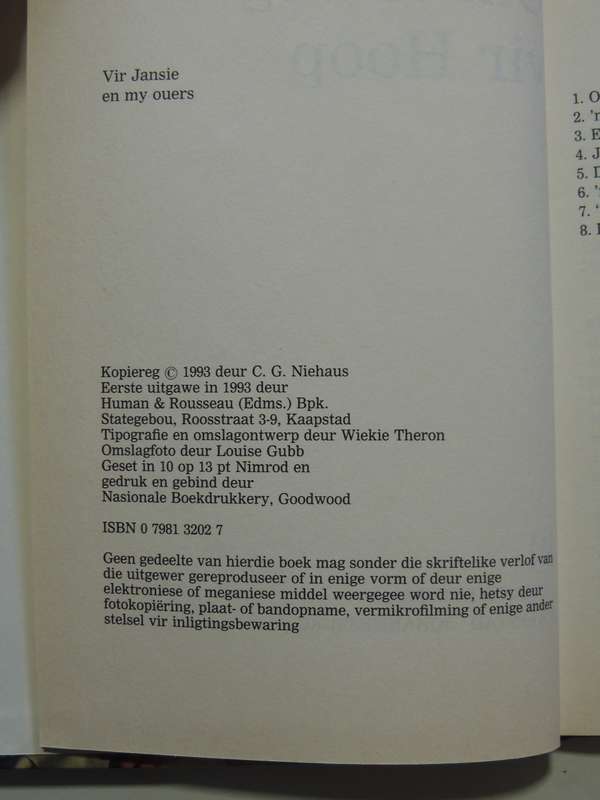 Vir Jansie
en my ouers
Kopiereg © 1993 deur C. G. Niehaus
Eerste uitgawe in 1993 deur
Human & Rousseau (Edms.) Bpk.
Stategebou, Roosstraat 3-9, Kaapstad
Tipografie en omslagontwerp deur Wiekie Theron
Omslagfoto deur Louise Gubb
Geset in 10 op 13 pt Nimrod en
gedruk en gebind deur
Nasionale Boekdrukkery, Goodwood
ISBN 0 7981 3202 7
Geen gedeelte van hierdie boek mag sonder die skriftelike verlof van
die uitgewer gereproduseer of in enige vorm of deur enige
elektroniese of meganiese middel weergegee word nie, hetsy deur
fotokopiëring, plaat- of bandopname, vermikrofilming of enige ander
stelsel vir inligtingsbewaring
1. O
2. 'n
3. E
4. J
5. D
6. '
7. '
8.